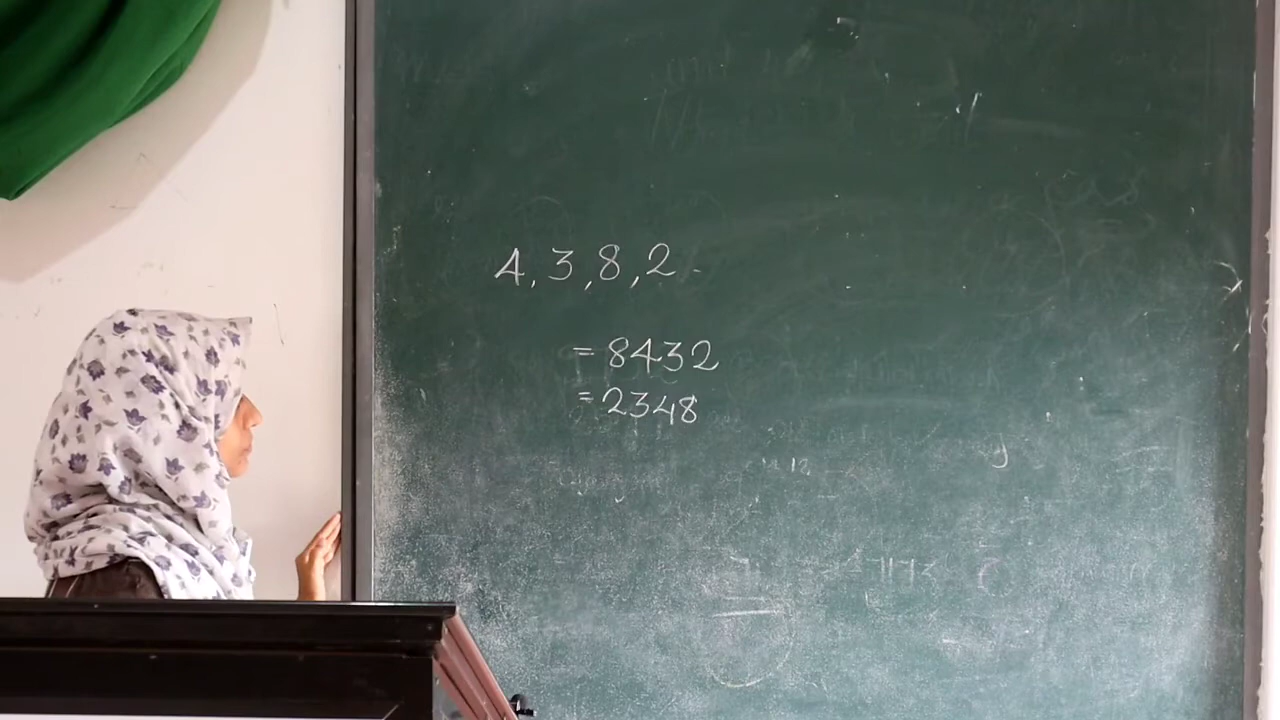 4, 3, 8, 2
= 8432
= 2348